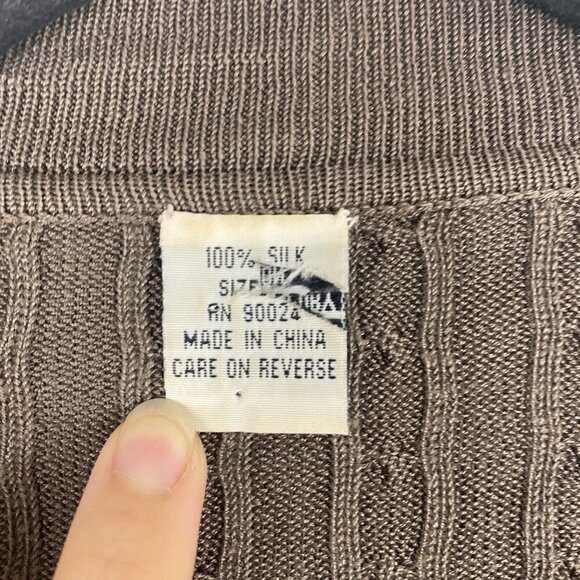 100% SILK
SIZE
RN 90024
MADE IN CHINA
CARE ON REVERSE